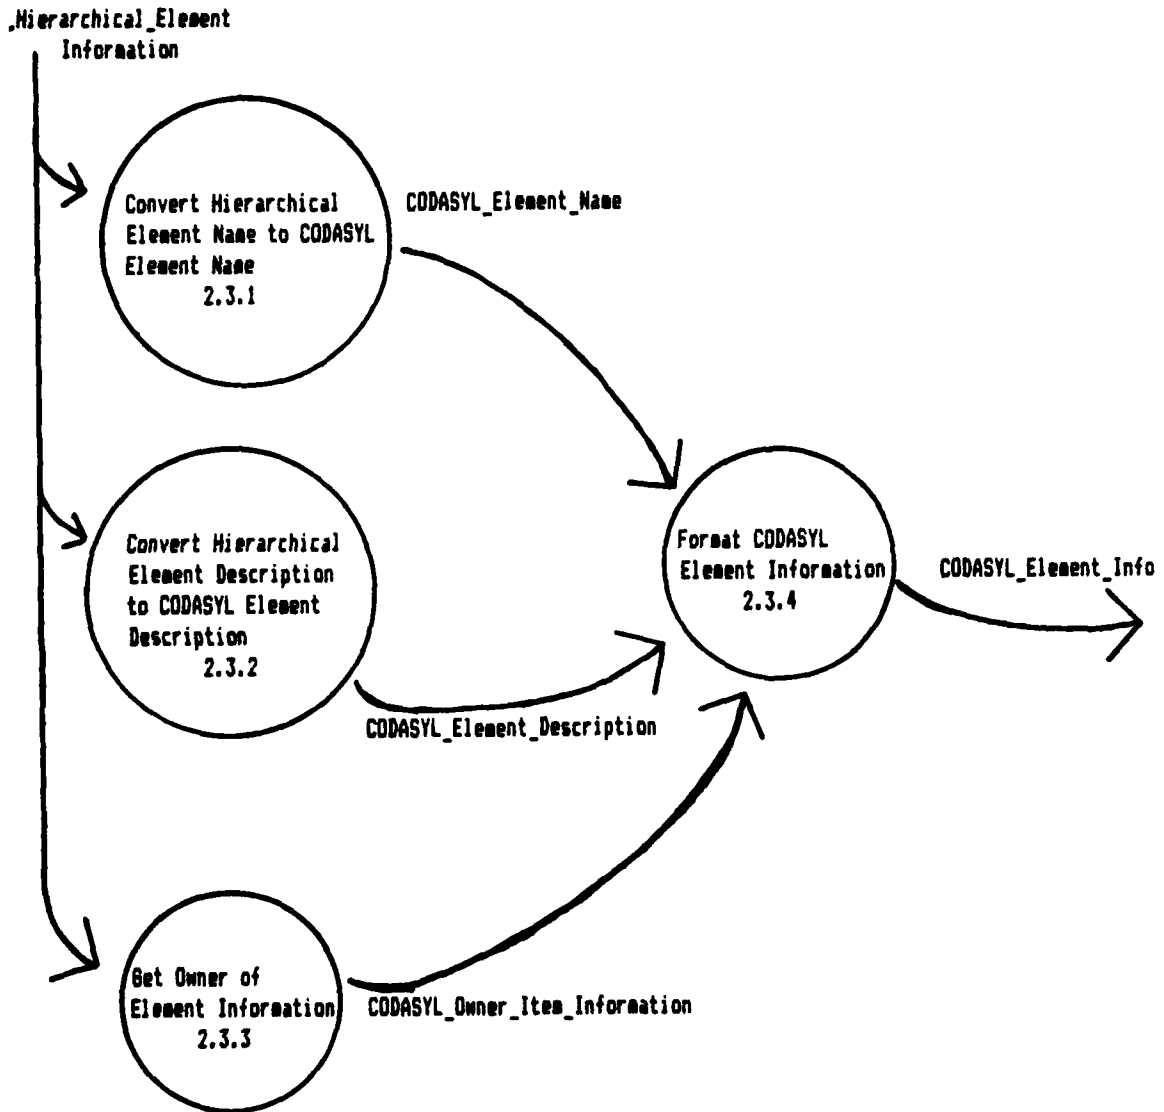 .Hierarchical_Element
Information
Convert Hierarchical
Element Name to CODASYL
Element Name
2.3.1
CODASYL_Element_Name
Convert Hierarchical
Element Description
to CODASYL Element
Description
2.3.2
CODASYL_Element_Description
Format CODASYL
Element Information
2.3.4
CODASYL_Element_Info
Get Owner of
Element Information
2.3.3
CODASYL_Owner_Item_Information